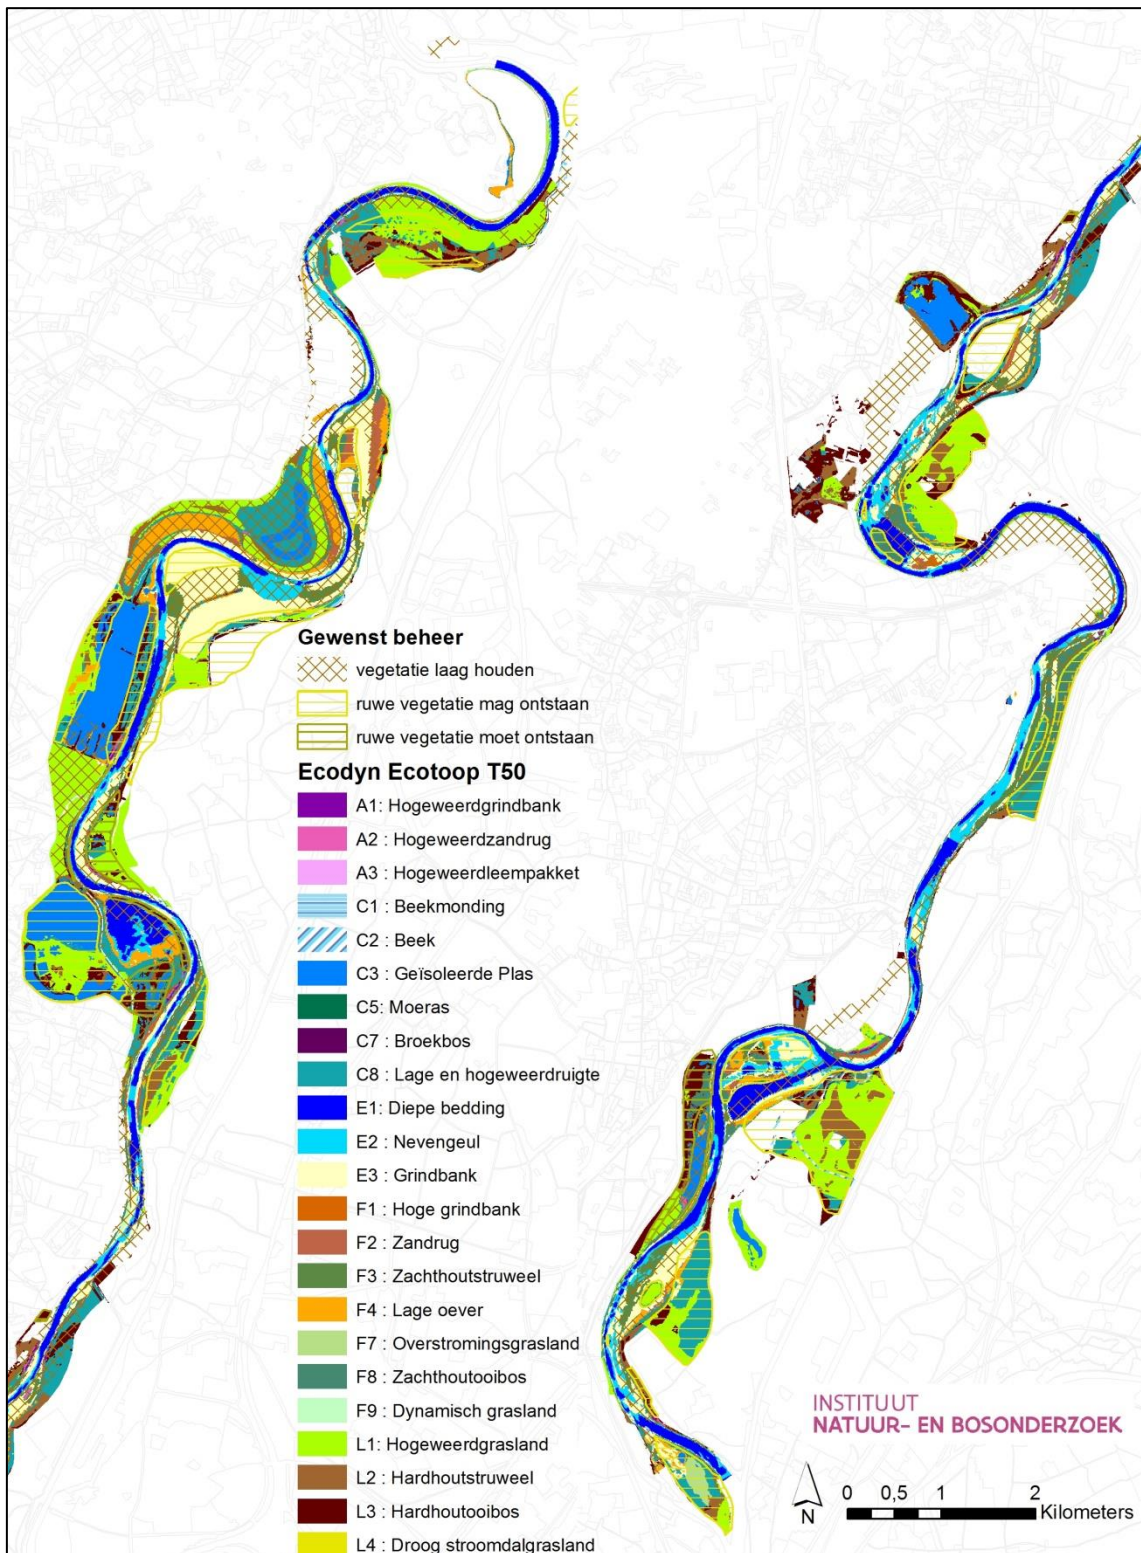 Gewenst beheer
vegetatie laag houden
ruwe vegetatie mag ontstaan
ruwe vegetatie moet ontstaan
Ecodyn Ecotoop T50
A1: Hogeweerdgrindbank
A2 : Hogeweerdzandrug
A3 : Hogeweerdleempakket
C1 : Beekmonding
C2 : Beek
C3 : Geïsoleerde Plas
C5: Moeras
C7 : Broekbos
C8 : Lage en hogeweerdruigte
E1: Diepe bedding
E2 : Nevengeul
E3 : Grindbank
F1 : Hoge grindbank
F2 : Zandrug
F3 : Zachthoutstruweel
F4 : Lage oever
F7 : Overstromingsgrasland
F8 : Zachthoutooibos
F9 : Dynamisch grasland
L1: Hogeweerdgrasland
L2 : Hardhoutstruweel
L3 : Hardhoutooibos
L4 : Droog stroomdalgrasland
INSTITUUT
NATUUR- EN BOSONDERZOEK
N
0 0,5 1 2
Kilometers